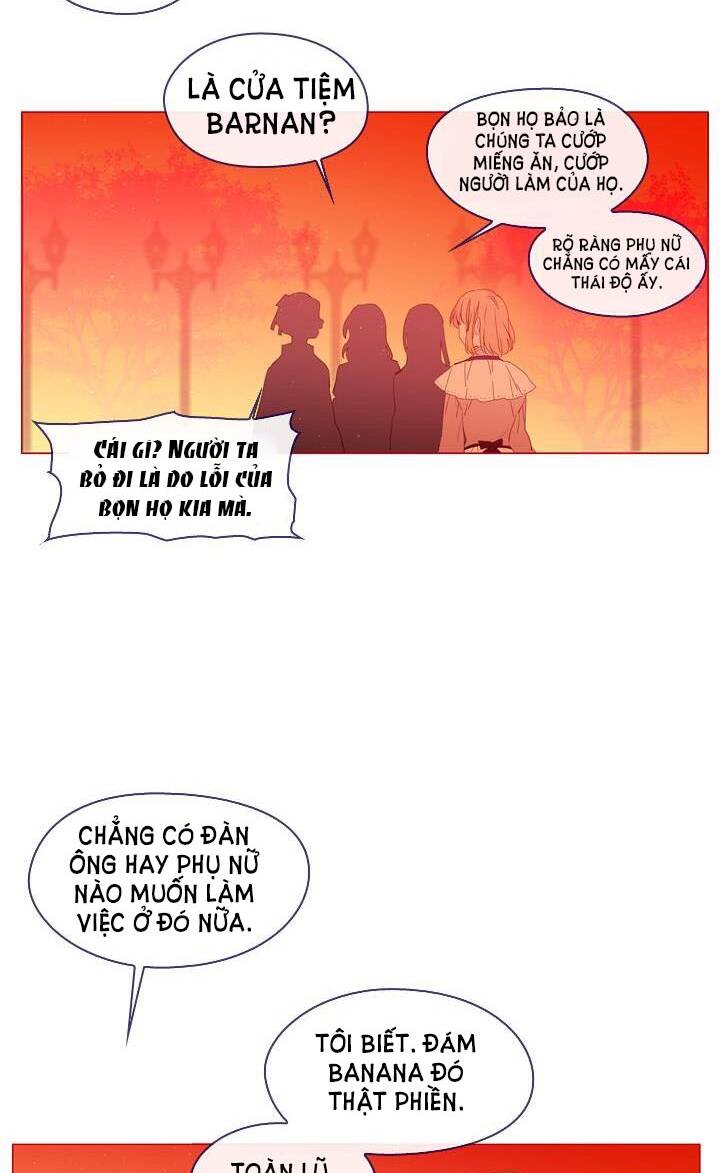 LÀ CỬA TIỆM
BARNAN?
BỌN HỌ BẢO LÀ
CHÚNG TA CƯỚP
MIẾNG ĂN, CƯỚP
NGƯỜI LÀM CỦA HỌ.
RÕ RÀNG PHỤ NỮ
CHẲNG CÓ MẤY CÁI
THÁI ĐỘ ẤY.
CÁI GÌ? NGƯỜI TA
BỎ ĐI LÀ DO LỖI CỦA
BỌN HỌ KIA MÀ.
CHẲNG CÓ ĐÀN
ÔNG HAY PHỤ NỮ
NÀO MUỐN LÀM
VIỆC Ở ĐÓ NỮA.
TÔI BIẾT. ĐÁM
BANANA ĐÓ
THẬT PHIỀN.
TOÀN LŨ